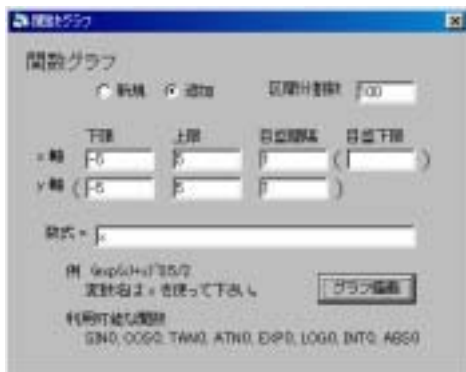 関数グラフ
関数グラフ
新規 追加 区間分割数 100
下限 上限 目盛間隔 目盛下限
x 軸 -5 5 1 ( )
y 軸 ( -5 5 1 )
数式 = x
例 (exp(x)+x)^0.5/2
変数名は x を使って下さい。
グラフ描画
利用可能な関数
SIN(), COS(), TAN(), ATN(), EXP(), LOG(), INT(), ABS()